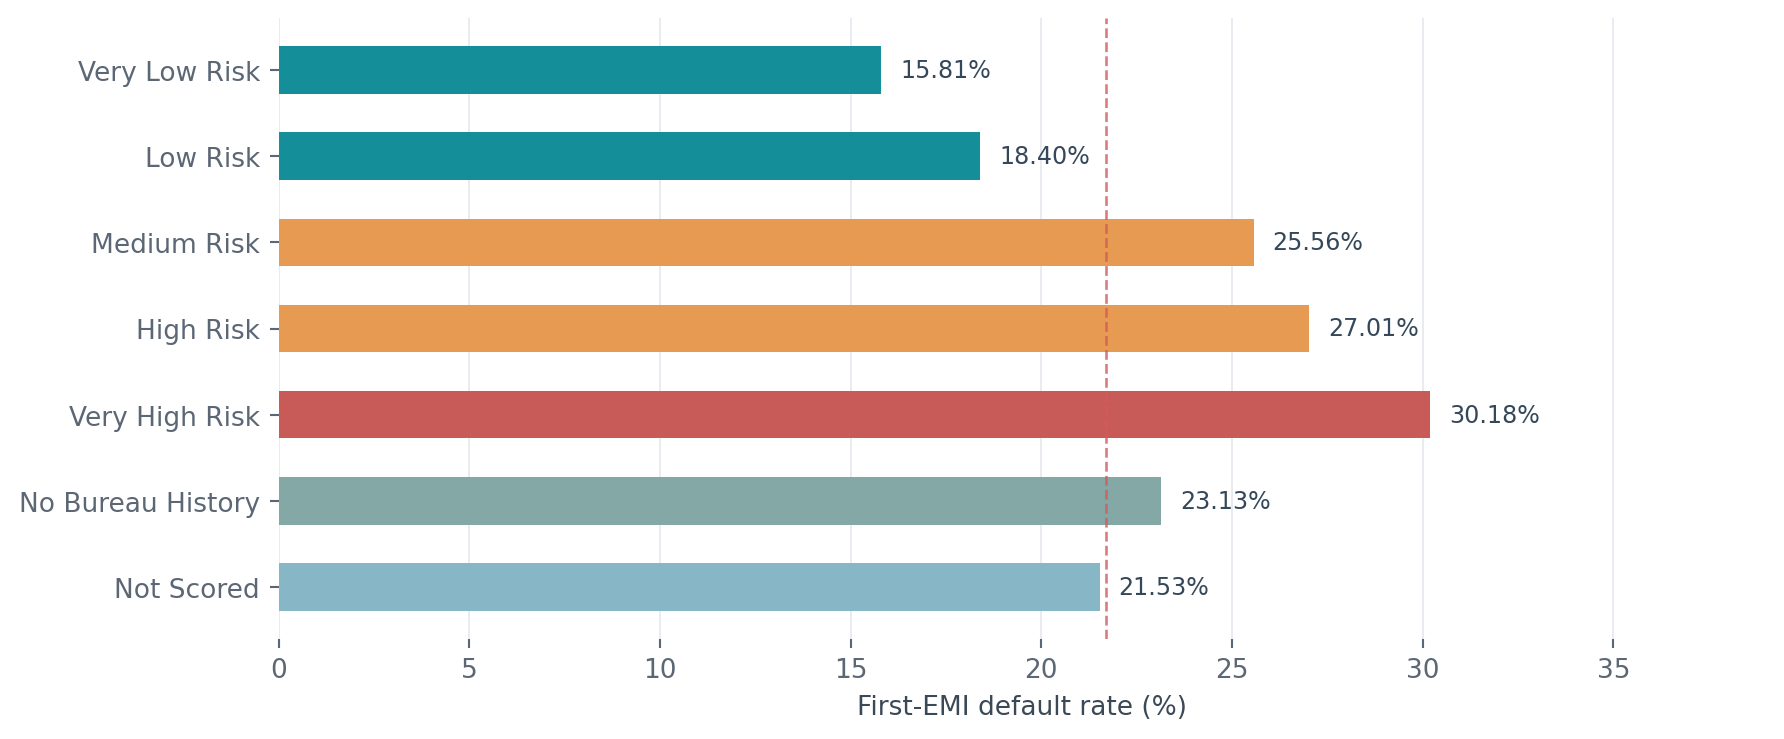 Very Low Risk 15.81%
Low Risk 18.40%
Medium Risk 25.56%
High Risk 27.01%
Very High Risk 30.18%
No Bureau History 23.13%
Not Scored 21.53%
0 5 10 15 20 25 30 35
First-EMI default rate (%)